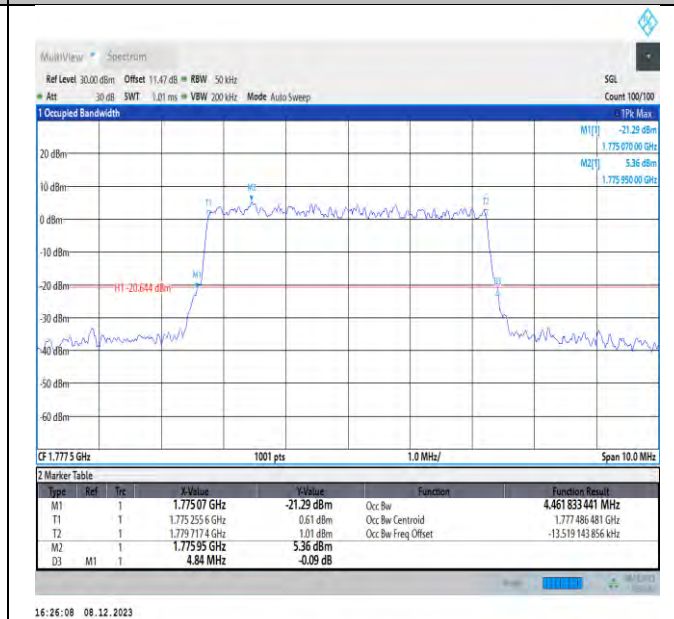 MultiView Spectrum
Ref Level 30.00 dBm Offset 11.47 dB RBW 50 kHz SGL
Att 30 dB SWT 1.01 ms VBW 200 kHz Mode Auto Sweep Count 100/100
1 Occupied Bandwidth 1Pk Max
M1[1] -21.29 dBm
1.775 070 00 GHz
M2[1] 5.36 dBm
1.775 950 00 GHz
20 dBm
10 dBm
M2
T1 T2
0 dBm
-10 dBm
M1
-20 dBm
H1 -20.644 dBm
-30 dBm
-40 dBm
-50 dBm
-60 dBm
CF 1.777 5 GHz 1001 pts 1.0 MHz/ Span 10.0 MHz
2 Marker Table
Type Ref Trc X-Value Y-Value Function Function Result
M1 1 1.775 07 GHz -21.29 dBm Occ Bw 4.461 833 441 MHz
T1 1 1.775 255 6 GHz 0.61 dBm Occ Bw Centroid 1.777 486 481 GHz
T2 1 1.779 717 4 GHz 1.01 dBm Occ Bw Freq Offset -13.519 143 856 kHz
M2 1 1.775 95 GHz 5.36 dBm
D3 M1 1 4.84 MHz -0.09 dB
16:26:08 08.12.2023